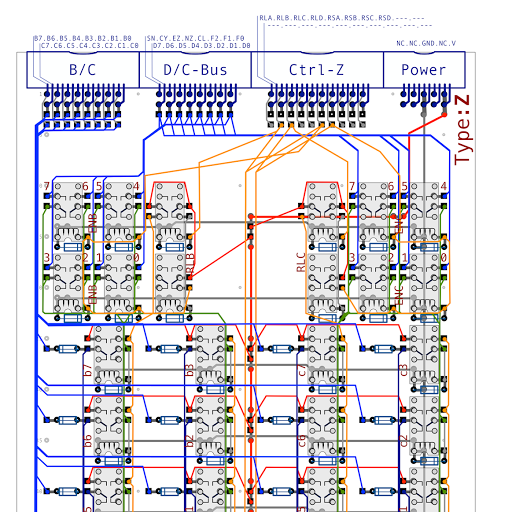 RLA.RLB.RLC.RLD.RSA.RSB.RSC.RSD.---.---
---.---.---.---.---.---.---.---.---.---
B7.B6.B5.B4.B3.B2.B1.B0
C7.C6.C5.C4.C3.C2.C1.C0
SN.CY.EZ.NZ.CL.F2.F1.F0
D7.D6.D5.D4.D3.D2.D1.D0
NC.NC.GND.NC.V
B/C
D/C-Bus
Ctrl-Z
Power
Type:Z
7
6
5
4
7
6
5
4
ENB
3
2
1
3
2
1
0
RLB
RLC
ENB
ENC
b7
b3
c7
c3
b6
b2
c6
c2